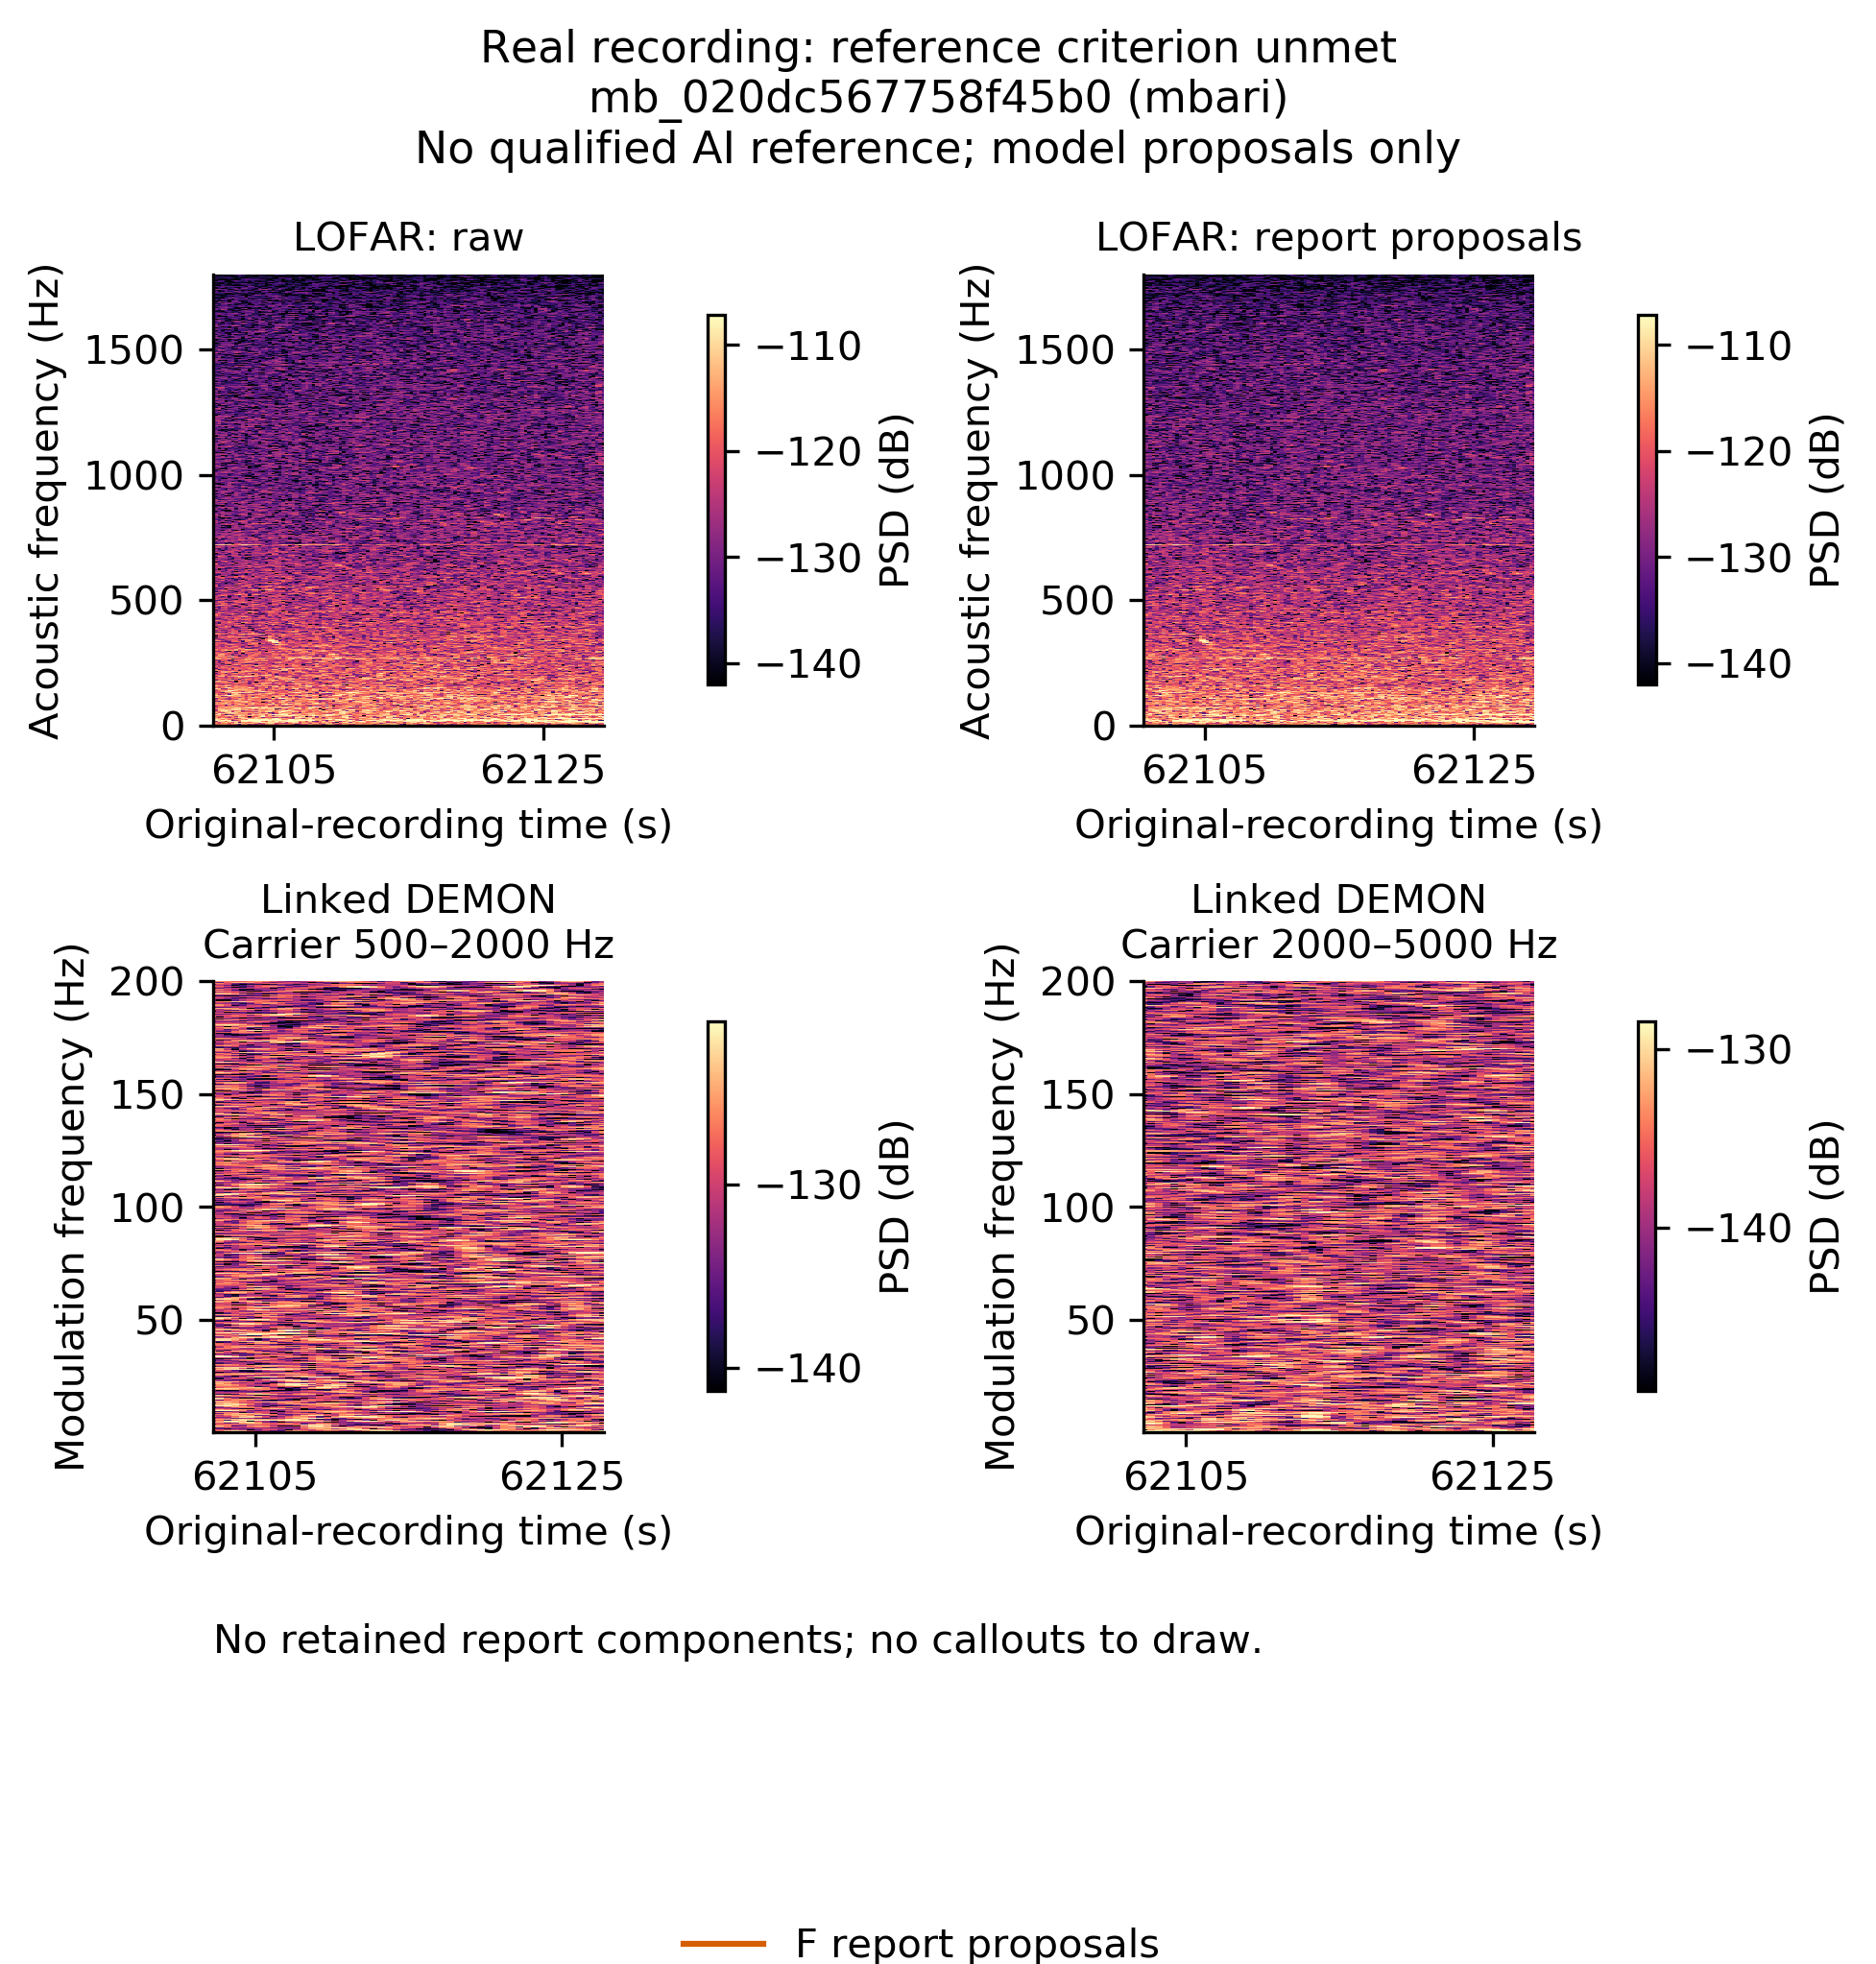 Real recording: reference criterion unmet
mb_020dc567758f45b0 (mbari)
No qualified AI reference; model proposals only
LOFAR: raw
Acoustic frequency (Hz)
1500
1000
500
0
62105
62125
Original-recording time (s)
−110
−120
−130
−140
PSD (dB)
LOFAR: report proposals
Acoustic frequency (Hz)
1500
1000
500
0
62105
62125
Original-recording time (s)
−110
−120
−130
−140
PSD (dB)
Linked DEMON
Carrier 500–2000 Hz
Modulation frequency (Hz)
200
150
100
50
62105
62125
Original-recording time (s)
−130
−140
PSD (dB)
Linked DEMON
Carrier 2000–5000 Hz
Modulation frequency (Hz)
200
150
100
50
62105
62125
Original-recording time (s)
−130
−140
PSD (dB)
No retained report components; no callouts to draw.
F report proposals